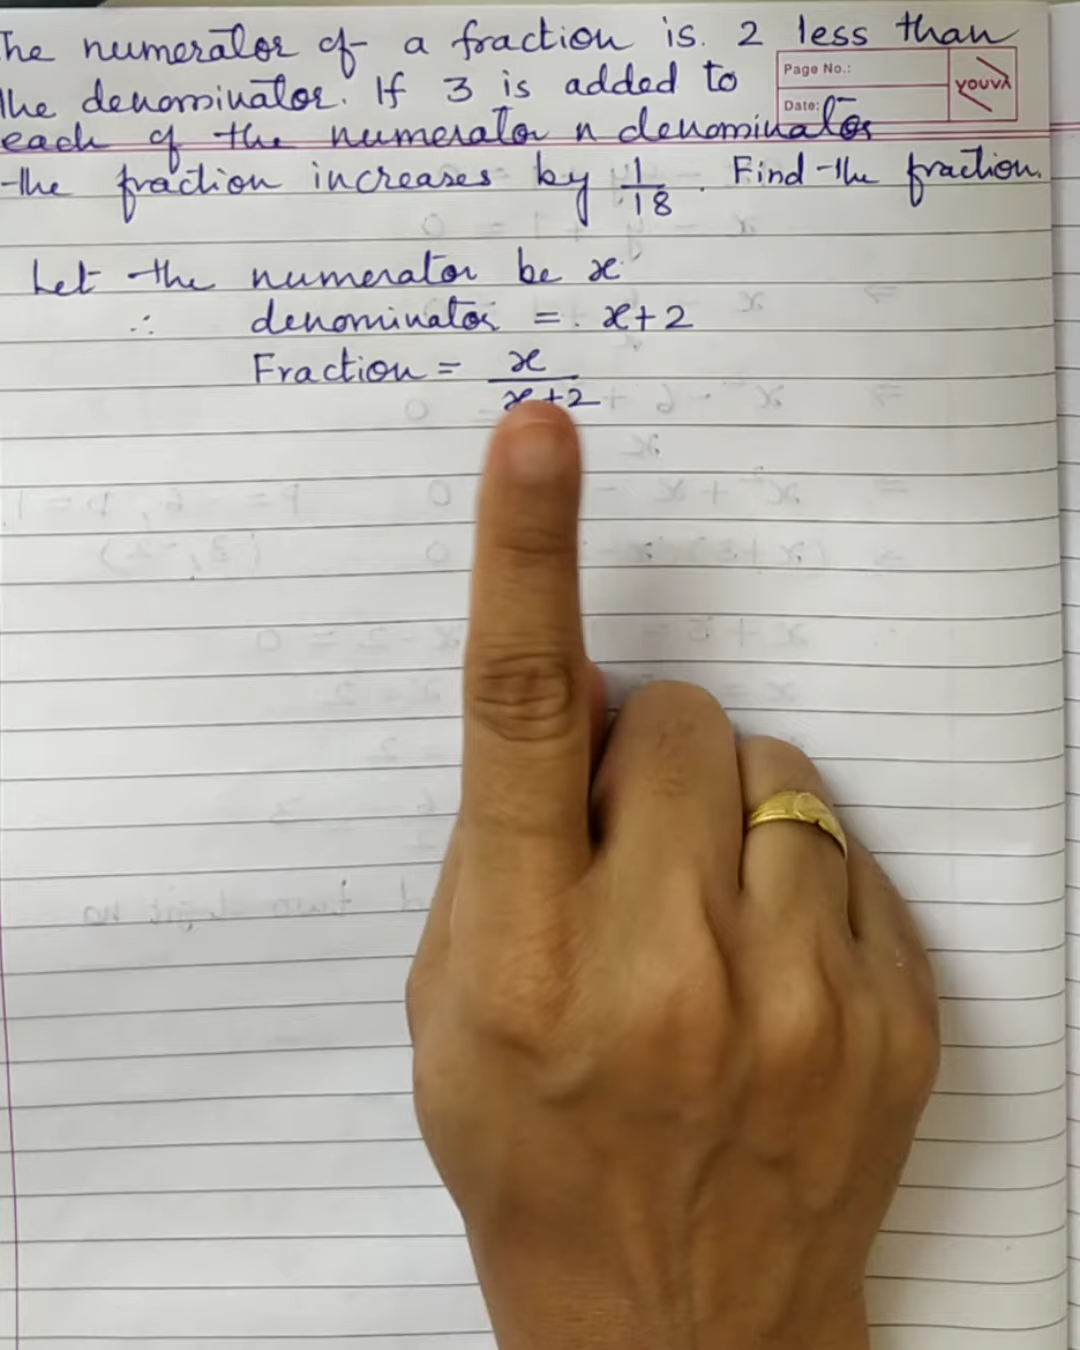 The numerator of a fraction is. 2 less than
the denominator. If 3 is added to
Page No.:
Date:
YOUVA
each of the numerator n denominator
the fraction increases by 1/18. Find the fraction.
Let the numerator be x
∴ denominator = x+2
Fraction = x/x+2